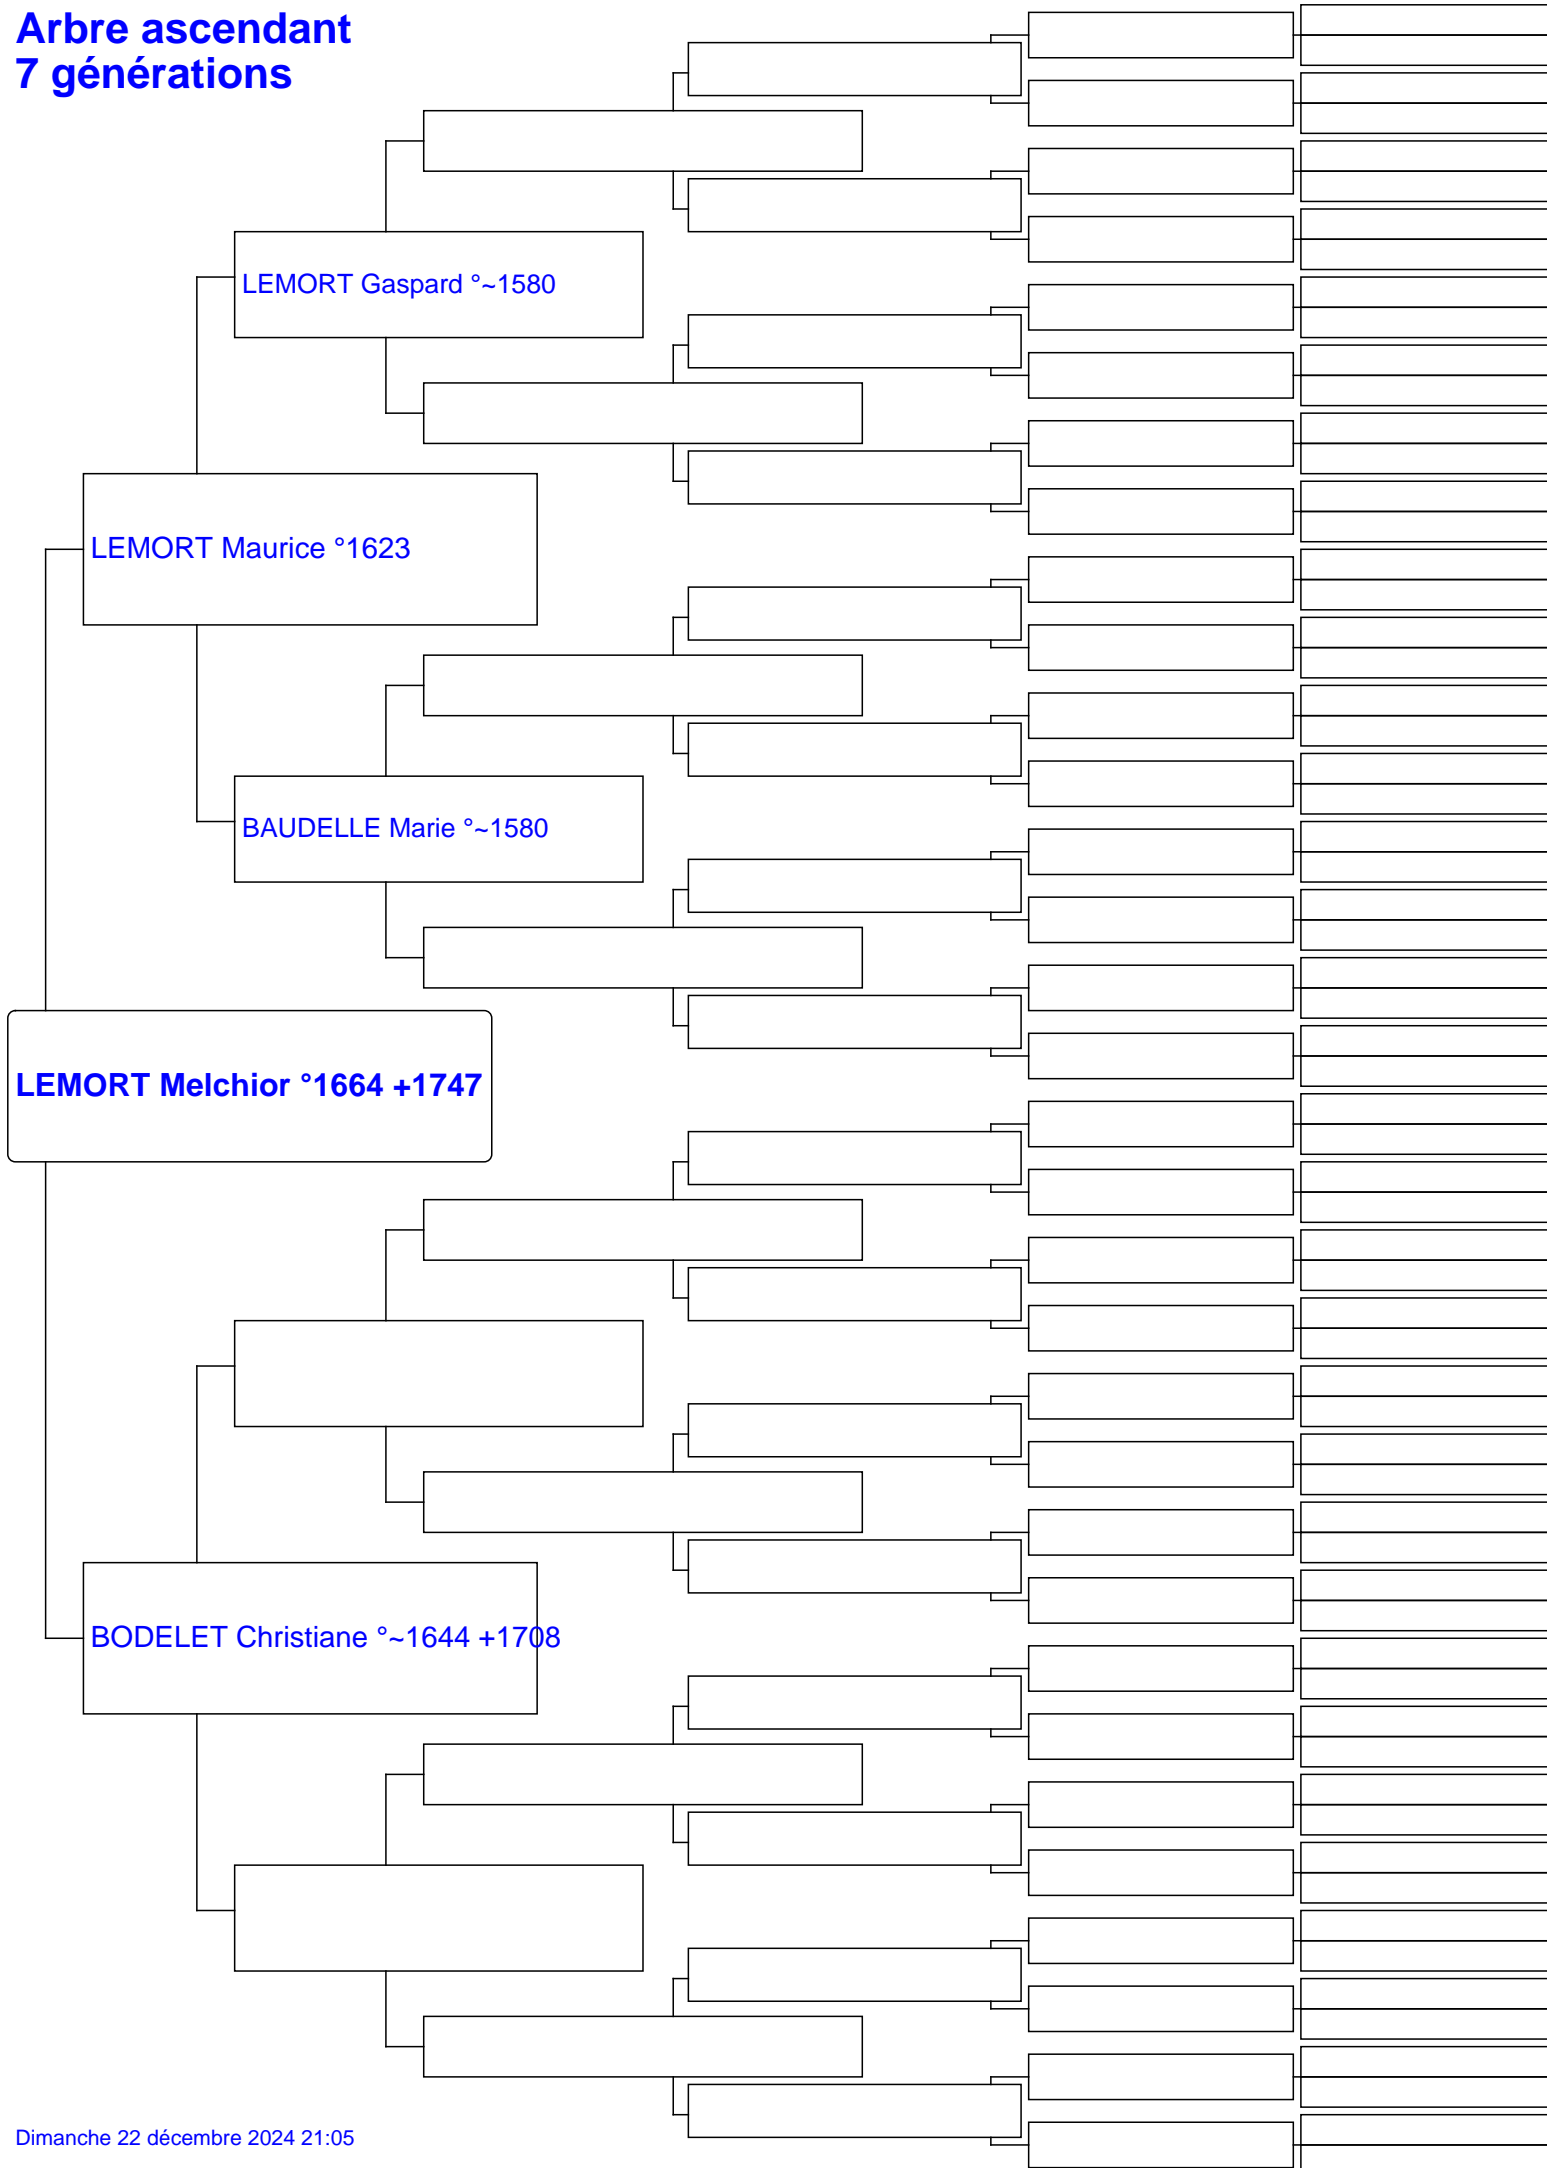 Arbre ascendant
7 générations
LEMORT Gaspard °~1580
LEMORT Maurice °1623
BAUDELLE Marie °~1580
LEMORT Melchior °1664 +1747
BODELET Christiane °~1644 +1708
Dimanche 22 décembre 2024 21:05